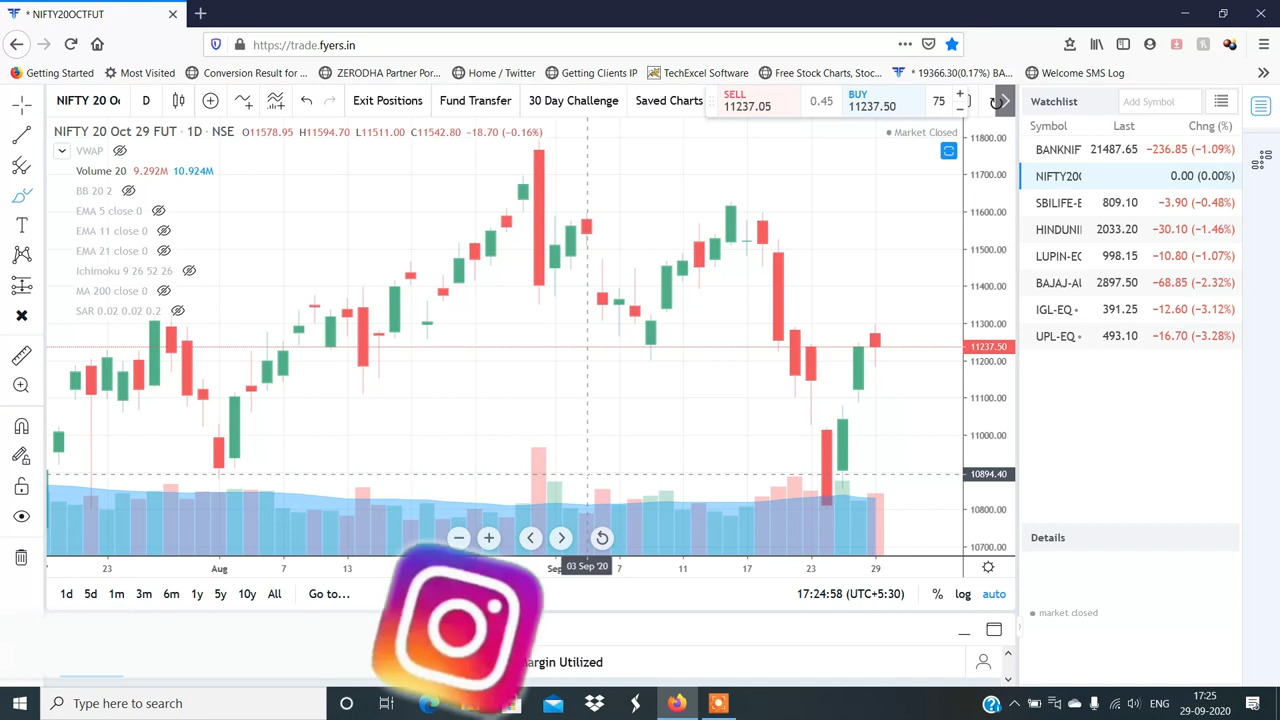 * NIFTY20OCTFUT
https://trade.fyers.in
Getting Started
Most Visited
Conversion Result for ...
ZERODHA Partner Por...
Home / Twitter
Getting Clients IP
TechExcel Software
Free Stock Charts, Stoc...
* 19366.30(0.17%) BA...
Welcome SMS Log
NIFTY 20 Oc
D
Exit Positions
Fund Transfer
30 Day Challenge
Saved Charts
SELL
11237.05
0.45
BUY
11237.50
75
NIFTY 20 Oct 29 FUT · 1D · NSE O11578.95 H11594.70 L11511.00 C11542.80 -18.70 (-0.16%)
Market Closed
VWAP
Volume 20 9.292M 10.924M
BB 20 2
EMA 5 close 0
EMA 11 close 0
EMA 21 close 0
Ichimoku 9 26 52 26
MA 200 close 0
SAR 0.02 0.02 0.2
11800.00
11700.00
11600.00
11500.00
11400.00
11300.00
11237.50
11200.00
11100.00
11000.00
10894.40
10800.00
10700.00
23
Aug
7
13
Sep
03 Sep '20
7
11
17
23
29
1d 5d 1m 3m 6m 1y 5y 10y All Go to...
17:24:58 (UTC+5:30) % log auto
Watchlist
Add Symbol
Symbol Last Chng (%)
BANKNIF 21487.65 -236.85 (-1.09%)
NIFTY20 0.00 (0.00%)
SBILIFE-E 809.10 -3.90 (-0.48%)
HINDUNI 2033.20 -30.10 (-1.46%)
LUPIN-EC 998.15 -10.80 (-1.07%)
BAJAJ-AU 2897.50 -68.85 (-2.32%)
IGL-EQ 391.25 -12.60 (-3.12%)
UPL-EQ 493.10 -16.70 (-3.28%)
Details
market closed
argin Utilized
Type here to search
ENG
17:25
29-09-2020